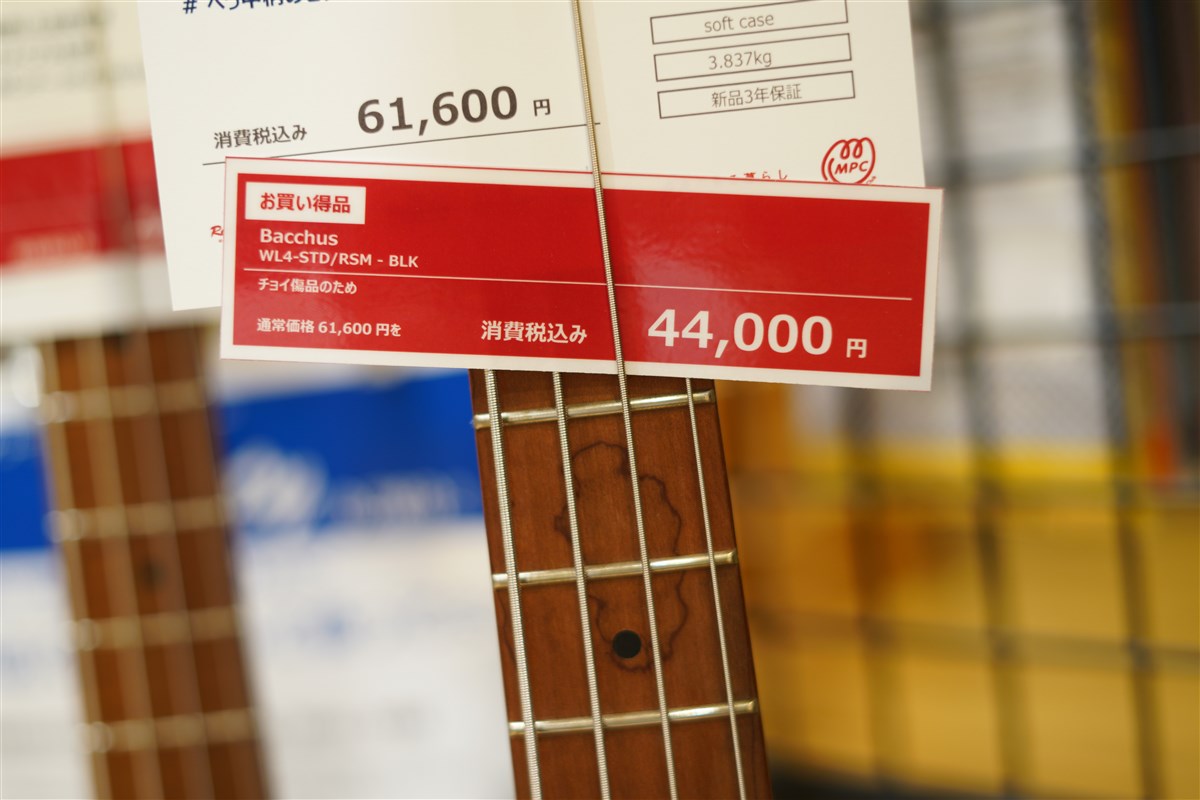 soft case
3.837kg
新品3年保証
消費税込み 61,600 円
MPC
お買い得品
Bacchus
WL4-STD/RSM - BLK
チョイ傷品のため
通常価格 61,600 円を 消費税込み 44,000 円